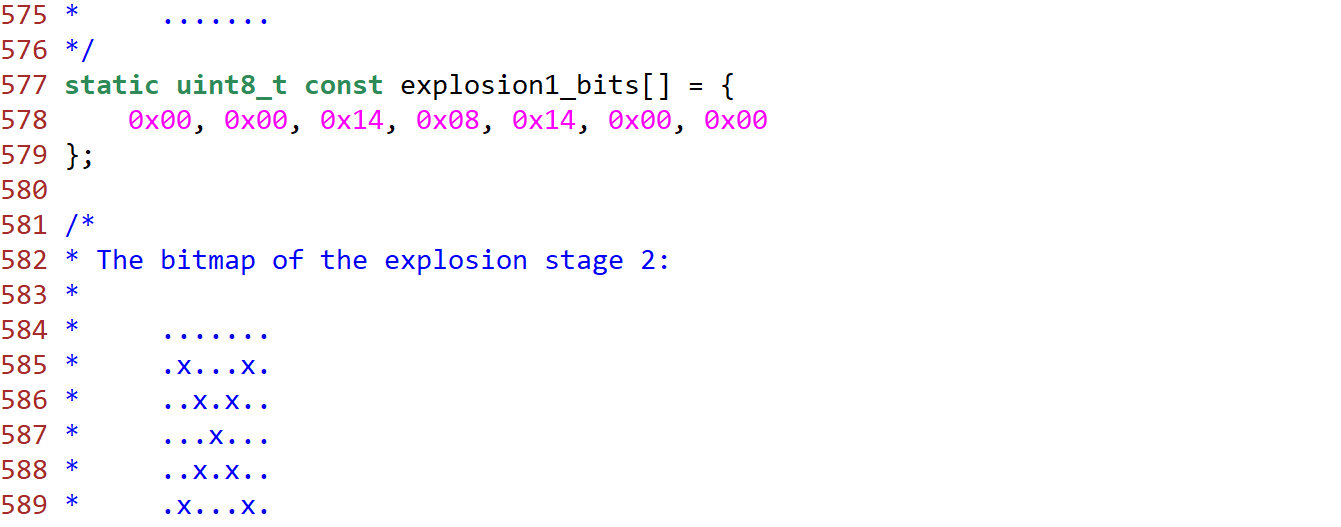 575 *     .......
576 */
577 static uint8_t const explosion1_bits[] = {
578     0x00, 0x00, 0x14, 0x08, 0x14, 0x00, 0x00
579 };
580
581 /*
582 * The bitmap of the explosion stage 2:
583 *
584 *     .......
585 *     .x...x.
586 *     ..x.x..
587 *     ...x...
588 *     ..x.x..
589 *     .x...x.